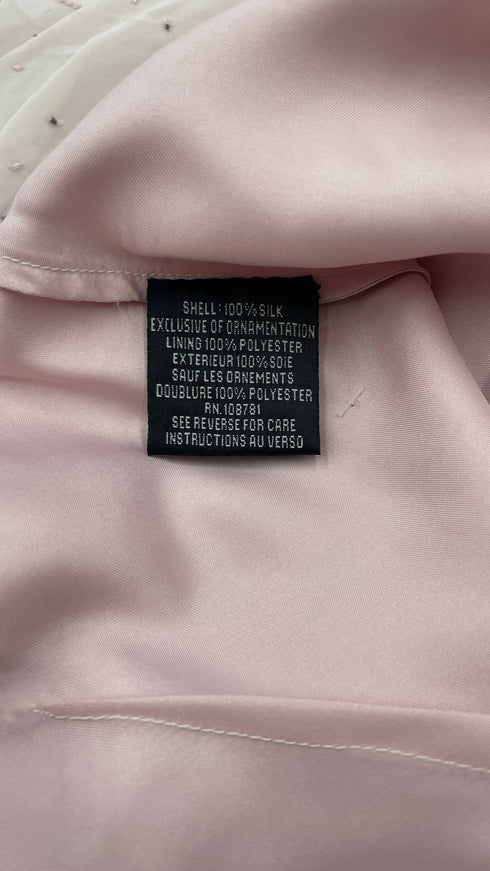 SHELL: 100% SILK
EXCLUSIVE OF ORNAMENTATION
LINING 100% POLYESTER
EXTERIEUR 100% SOIE
SAUF LES ORNEMENTS
DOUBLURE 100% POLYESTER
RN.108781
SEE REVERSE FOR CARE
INSTRUCTIONS AU VERSO